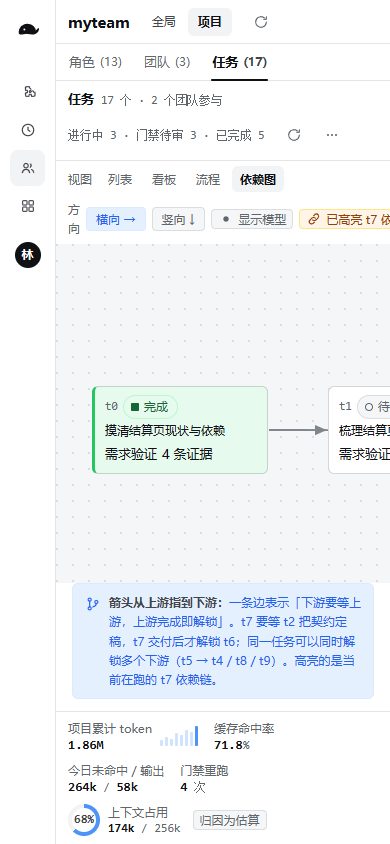 myteam 全局 项目
角色 (13) 团队 (3) 任务 (17)
任务 17 个 · 2 个团队参与
进行中 3 · 门禁待审 3 · 已完成 5 ···
视图 列表 看板 流程 依赖图
方向 横向 → 竖向 ↓ 显示模型 已高亮 t7
林
t0 完成
摸清结算页现状与依赖
需求验证 4 条证据
t1 待
梳理结算
需求验证
箭头从上游指到下游：一条边表示「下游要等上
游，上游完成即解锁」。t7 要等 t2 把契约定
稿，t7 交付后才解锁 t6；同一任务可以同时解
锁多个下游（t5 → t4 / t8 / t9）。高亮的是当
前在跑的 t7 依赖链。
项目累计 token 缓存命中率
1.86M 71.8%
今日未命中 / 输出 门禁重跑
264k / 58k 4 次
68% 上下文占用
174k / 256k 归因为估算